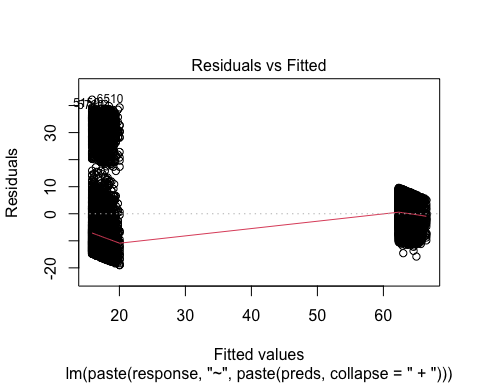 Residuals vs Fitted
6510
Residuals
-20
0
10
30
20
30
40
50
60
Fitted values
lm(paste(response, "~", paste(preds, collapse = " + ")))